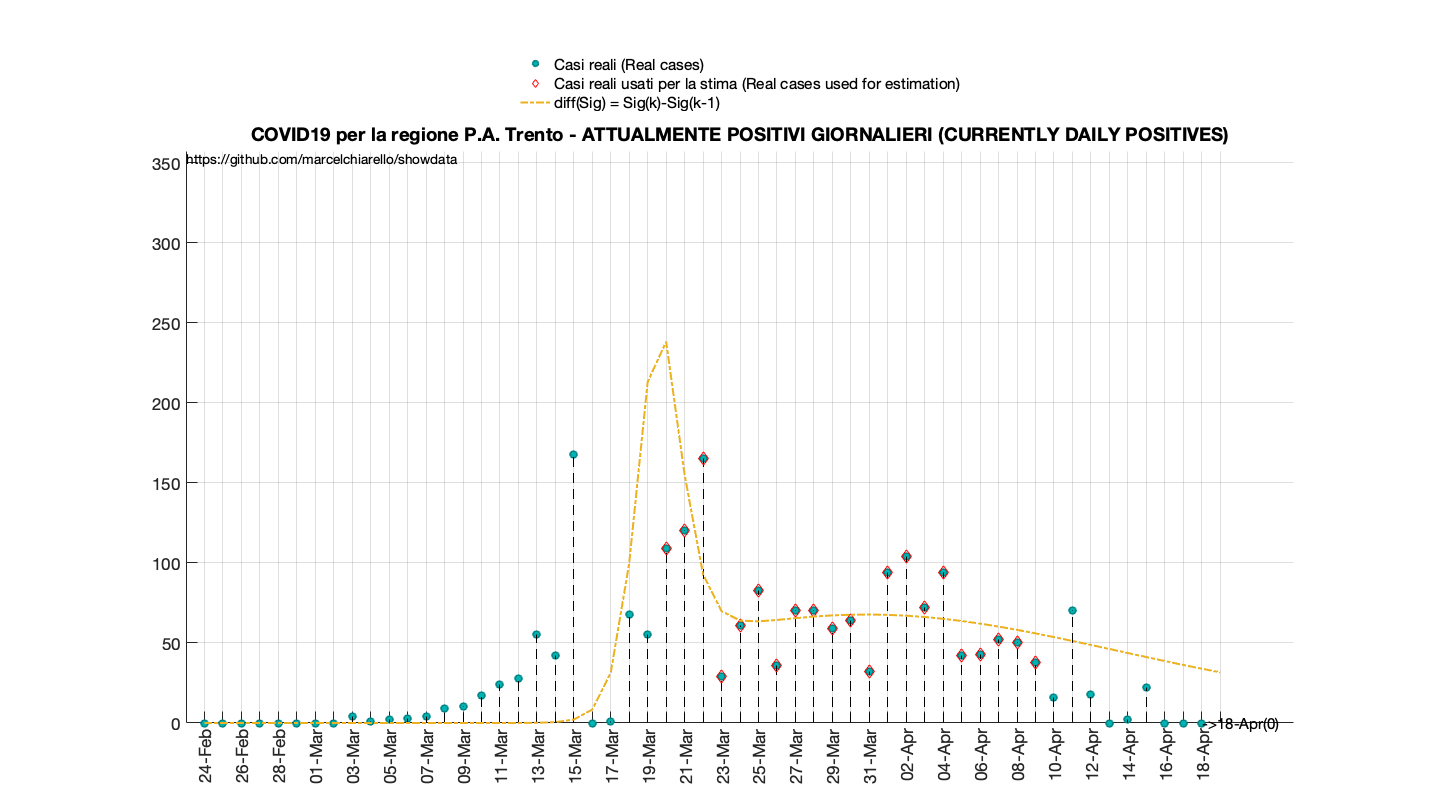 Casi reali (Real cases)
Casi reali usati per la stima (Real cases used for estimation)
diff(Sig) = Sig(k)-Sig(k-1)
COVID19 per la regione P.A. Trento - ATTUALMENTE POSITIVI GIORNALIERI (CURRENTLY DAILY POSITIVES)
https://github.com/marcelchiarello/showdata
350
300
250
200
150
100
50
0
->18-Apr(0)
24-Feb
26-Feb
28-Feb
01-Mar
03-Mar
05-Mar
07-Mar
09-Mar
11-Mar
13-Mar
15-Mar
17-Mar
19-Mar
21-Mar
23-Mar
25-Mar
27-Mar
29-Mar
31-Mar
02-Apr
04-Apr
06-Apr
08-Apr
10-Apr
12-Apr
14-Apr
16-Apr
18-Apr